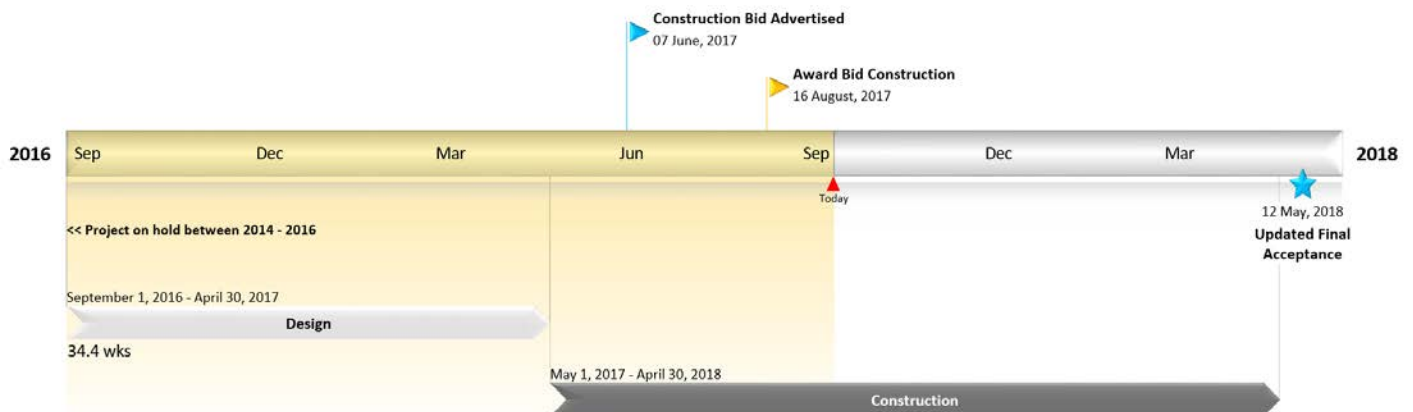 Construction Bid Advertised
07 June, 2017
Award Bid Construction
16 August, 2017
2016 Sep Dec Mar Jun Sep Dec Mar 2018
Today
12 May, 2018
Updated Final
Acceptance
<< Project on hold between 2014 - 2016
September 1, 2016 - April 30, 2017
Design
34.4 wks
May 1, 2017 - April 30, 2018
Construction